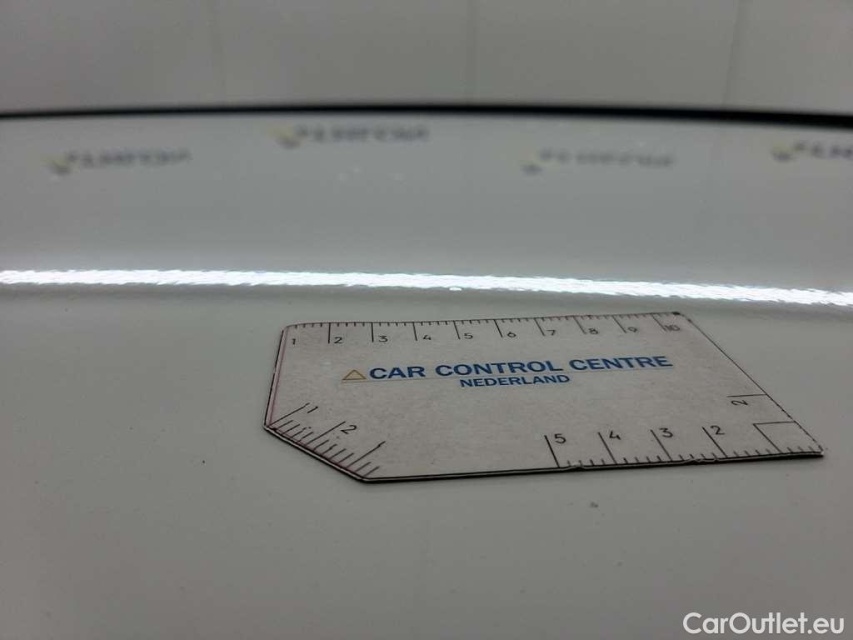 1 2 3 4 5 6 7 8 9 10
CAR CONTROL CENTRE
NEDERLAND
2
1
2
5 4 3 2
CarOutlet.eu